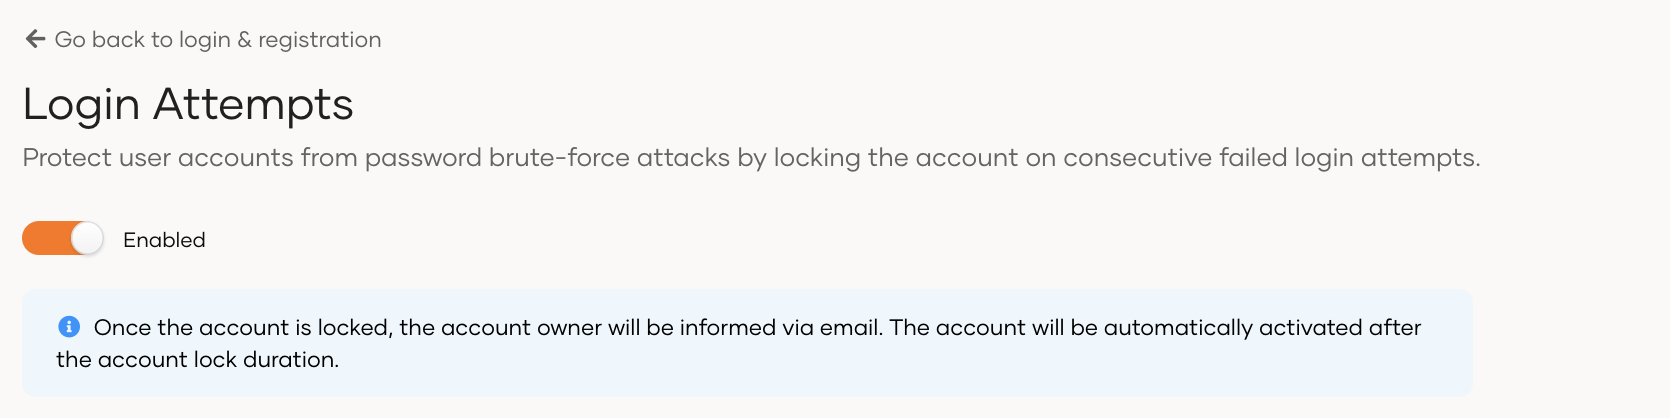 Go back to login & registration
Login Attempts
Protect user accounts from password brute-force attacks by locking the account on consecutive failed login attempts.
Enabled
Once the account is locked, the account owner will be informed via email. The account will be automatically activated after
the account lock duration.